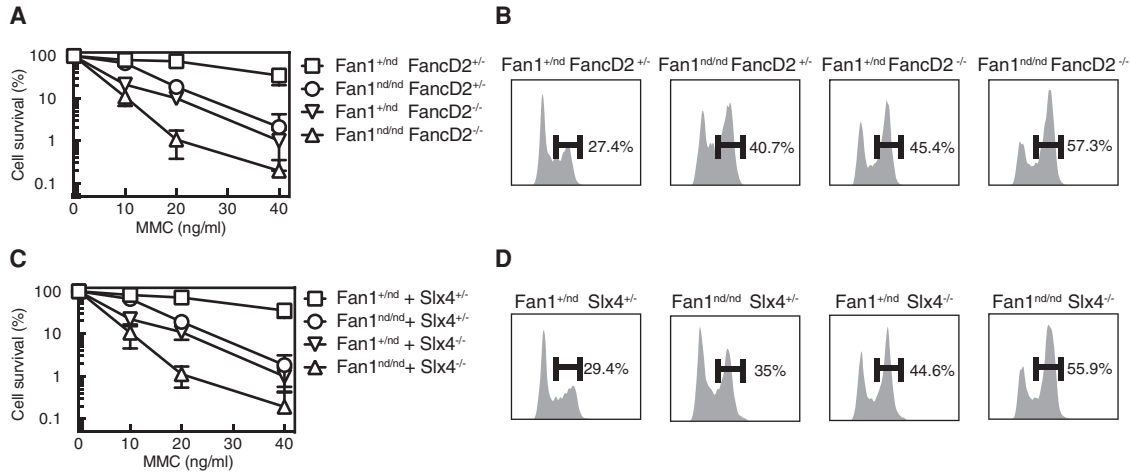 A
Cell survival (%)
100
10
1
0.1
0 10 20 30 40
MMC (ng/ml)
Fan1+/nd FancD2+/-
Fan1nd/nd FancD2+/-
Fan1+/nd FancD2-/-
Fan1nd/nd FancD2-/-
B
Fan1+/nd FancD2 +/- Fan1nd/nd FancD2 +/- Fan1+/nd FancD2 -/- Fan1nd/nd FancD2 -/-
27.4% 40.7% 45.4% 57.3%
C
Cell survival (%)
100
10
1
0.1
0 10 20 30 40
MMC (ng/ml)
Fan1+/nd + Slx4+/-
Fan1nd/nd+ Slx4+/-
Fan1+/nd + Slx4-/-
Fan1nd/nd+ Slx4-/-
D
Fan1+/nd Slx4+/- Fan1nd/nd Slx4+/- Fan1+/nd Slx4-/- Fan1nd/nd Slx4-/-
29.4% 35% 44.6% 55.9%